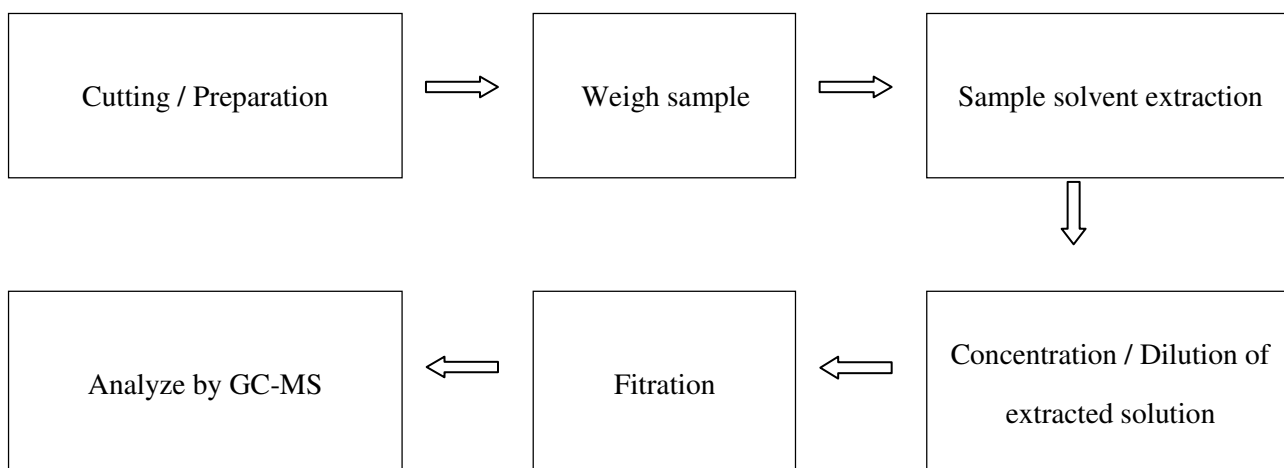 Cutting / Preparation
Weigh sample
Sample solvent extraction
Concentration / Dilution of
extracted solution
Fitration
Analyze by GC-MS